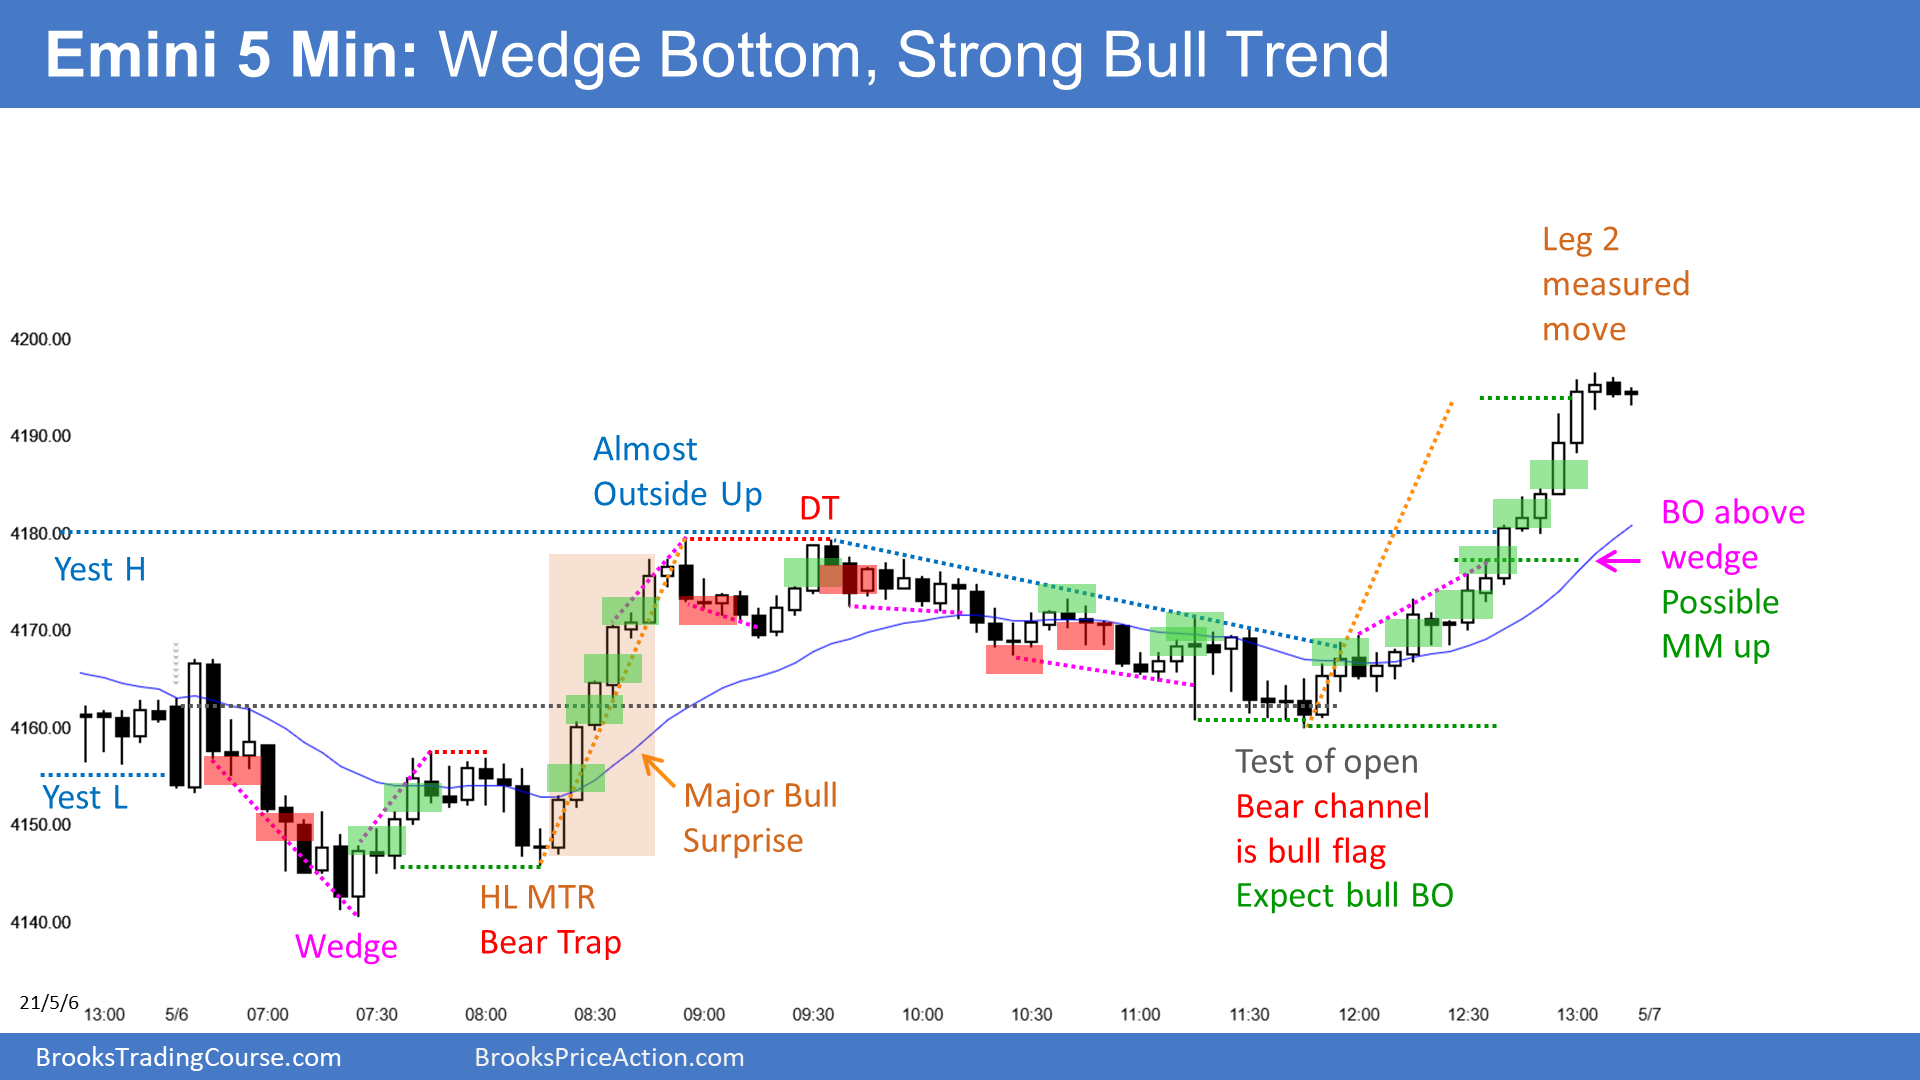 Emini 5 Min: Wedge Bottom, Strong Bull Trend
Leg 2
measured
move
4200.00
4190.00
4180.00
4170.00
4160.00
4150.00
4140.00
Almost
Outside Up
DT
Yest H
Yest L
BO above
wedge
Possible
MM up
Major Bull
Surprise
Test of open
Bear channel
is bull flag
Expect bull BO
HL MTR
Bear Trap
Wedge
21/5/6
13:00 5/6 07:00 07:30 08:00 08:30 09:00 09:30 10:00 10:30 11:00 11:30 12:00 12:30 13:00 5/7
BrooksTradingCourse.com BrooksPriceAction.com